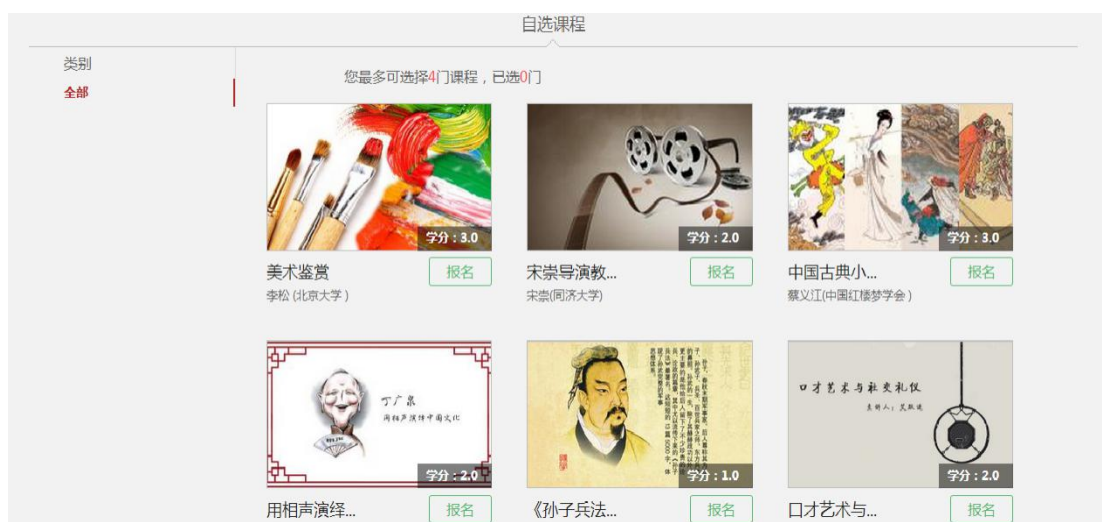 自选课程
类别
全部
您最多可选择4门课程，已选0门
学分：3.0
学分：2.0
学分：3.0
美术鉴赏
报名
宋崇导演教...
报名
中国古典小...
报名
李松 (北京大学 )
宋崇(同济大学)
蔡义江(中国红楼梦学会 )
丁广泉
用相声演绎中国文化
口才艺术与社交礼仪
主讲人：
学分：2.0
学分：1.0
学分：2.0
用相声演绎...
报名
《孙子兵法...
报名
口才艺术与...
报名